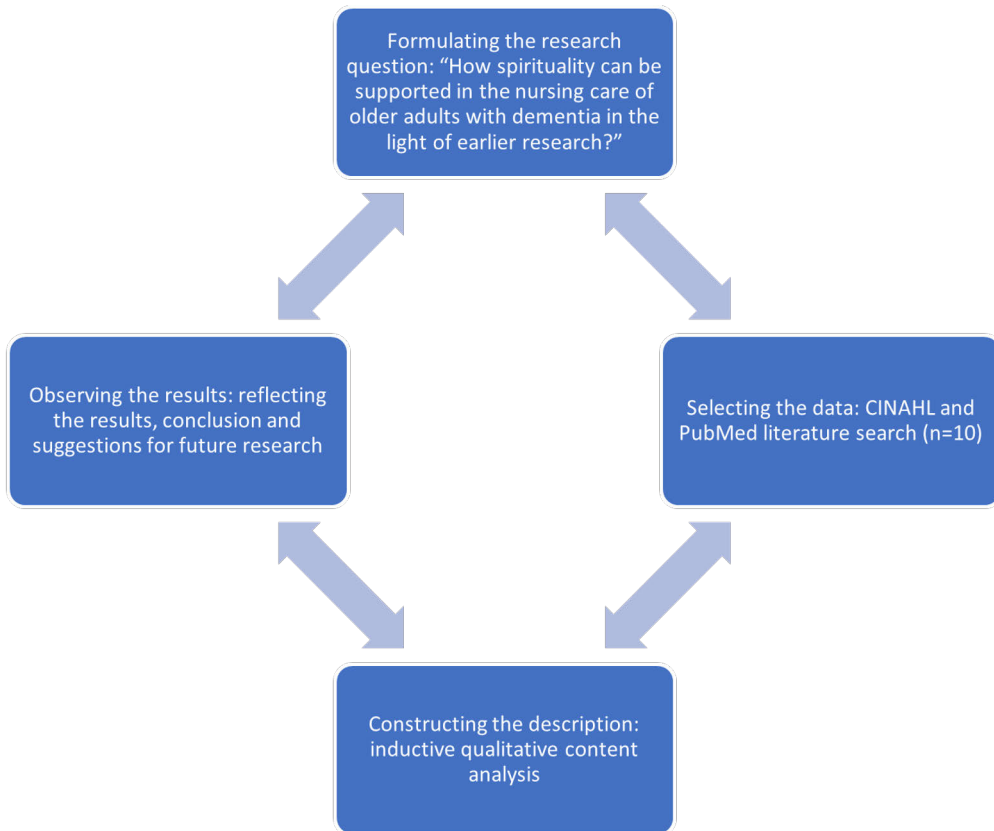 Formulating the research
question: “How spirituality can be
supported in the nursing care of
older adults with dementia in the
light of earlier research?”
Observing the results: reflecting
the results, conclusion and
suggestions for future research
Selecting the data: CINAHL and
PubMed literature search (n=10)
Constructing the description:
inductive qualitative content
analysis